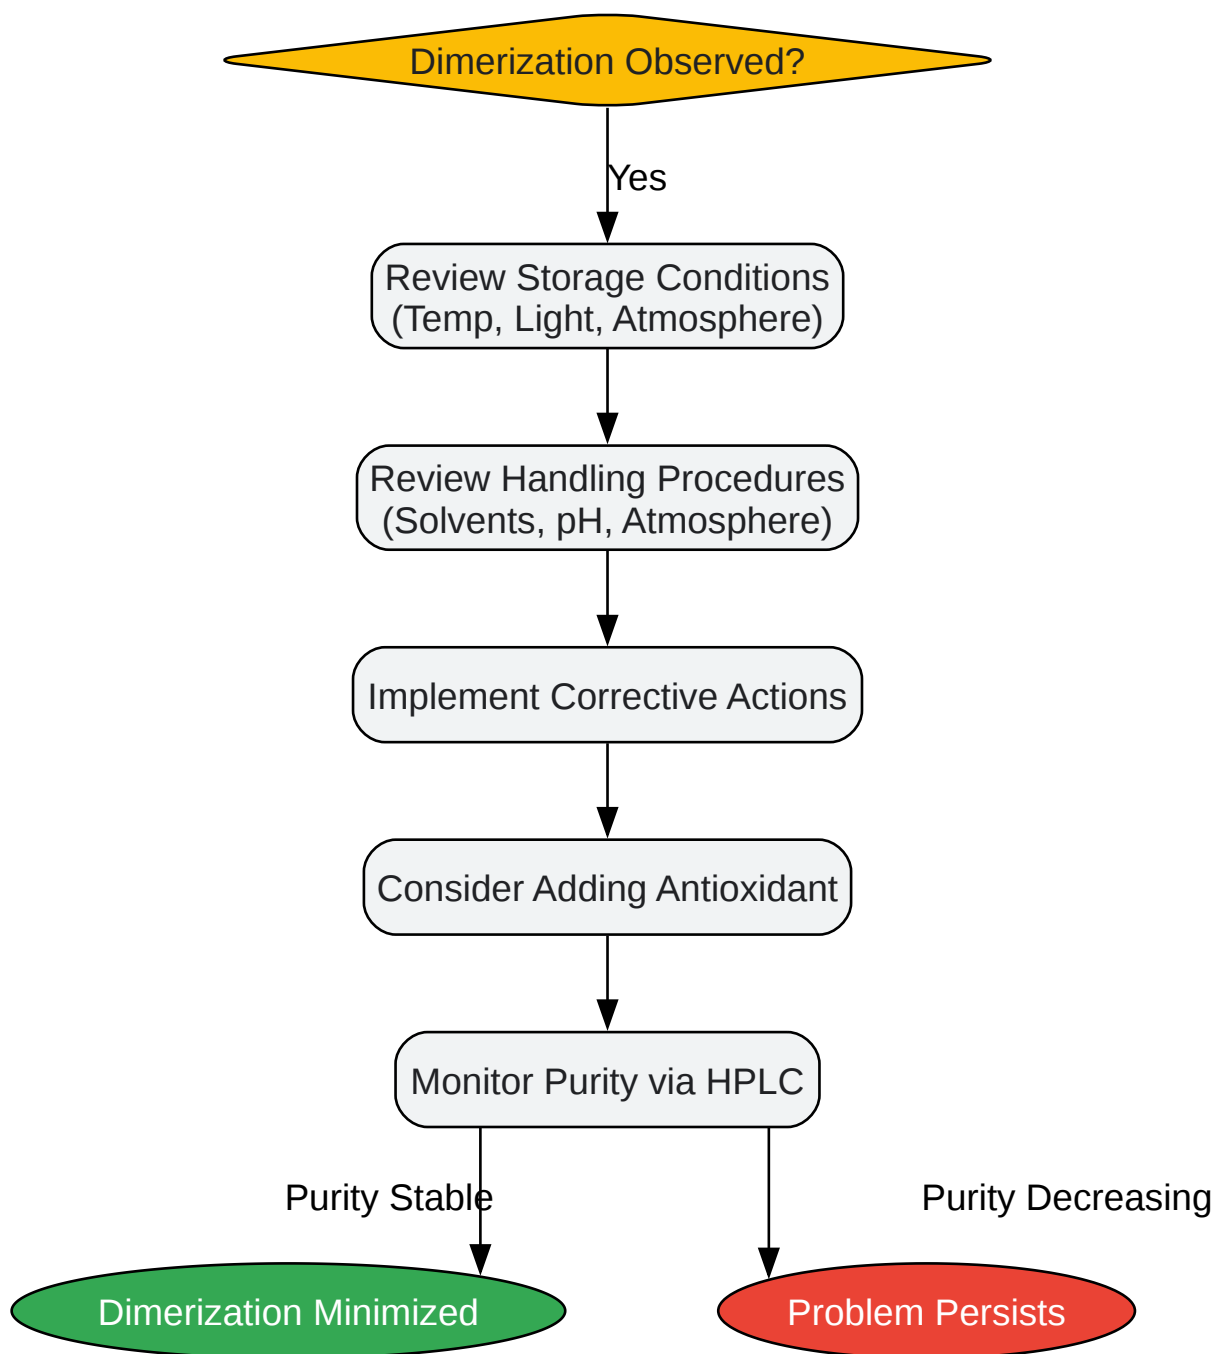 Dimerization Observed?
Yes
Review Storage Conditions
(Temp, Light, Atmosphere)
Review Handling Procedures
(Solvents, pH, Atmosphere)
Implement Corrective Actions
Consider Adding Antioxidant
Monitor Purity via HPLC
Purity Stable
Purity Decreasing
Dimerization Minimized
Problem Persists